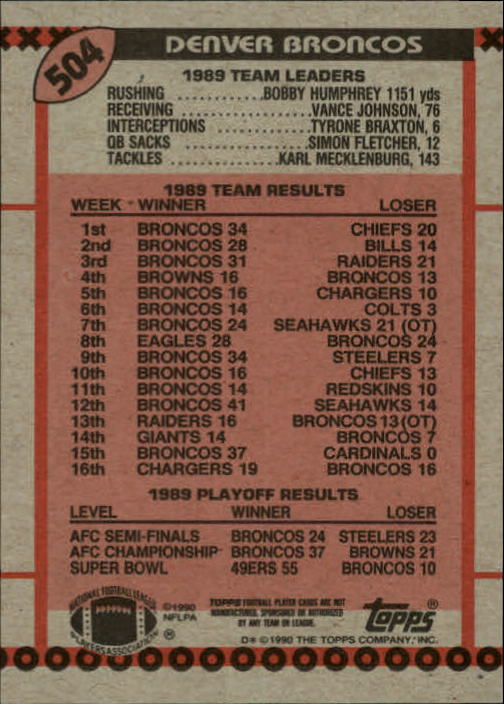 504
DENVER BRONCOS
1989 TEAM LEADERS
RUSHING ............. BOBBY HUMPHREY 1151 yds
RECEIVING .................... VANCE JOHNSON, 76
INTERCEPTIONS .............. TYRONE BRAXTON, 6
QB SACKS .................... SIMON FLETCHER, 12
TACKLES ................ KARL MECKLENBURG, 143
1989 TEAM RESULTS
WEEK WINNER LOSER
1st BRONCOS 34 CHIEFS 20
2nd BRONCOS 28 BILLS 14
3rd BRONCOS 31 RAIDERS 21
4th BROWNS 16 BRONCOS 13
5th BRONCOS 16 CHARGERS 10
6th BRONCOS 14 COLTS 3
7th BRONCOS 24 SEAHAWKS 21 (OT)
8th EAGLES 28 BRONCOS 24
9th BRONCOS 34 STEELERS 7
10th BRONCOS 16 CHIEFS 13
11th BRONCOS 14 REDSKINS 10
12th BRONCOS 41 SEAHAWKS 14
13th RAIDERS 16 BRONCOS 13 (OT)
14th GIANTS 14 BRONCOS 7
15th BRONCOS 37 CARDINALS 0
16th CHARGERS 19 BRONCOS 16
1989 PLAYOFF RESULTS
LEVEL WINNER LOSER
AFC SEMI-FINALS BRONCOS 24 STEELERS 23
AFC CHAMPIONSHIP BRONCOS 37 BROWNS 21
SUPER BOWL 49ERS 55 BRONCOS 10
NATIONAL FOOTBALL LEAGUE
PLAYERS ASSOCIATION ®
©1990
NFLPA
TOPPS FOOTBALL PLAYER CARDS ARE NOT
MANUFACTURED, SPONSORED OR AUTHORIZED
BY ANY TEAM OR LEAGUE.
topps ®
D* © 1990 THE TOPPS COMPANY, INC.